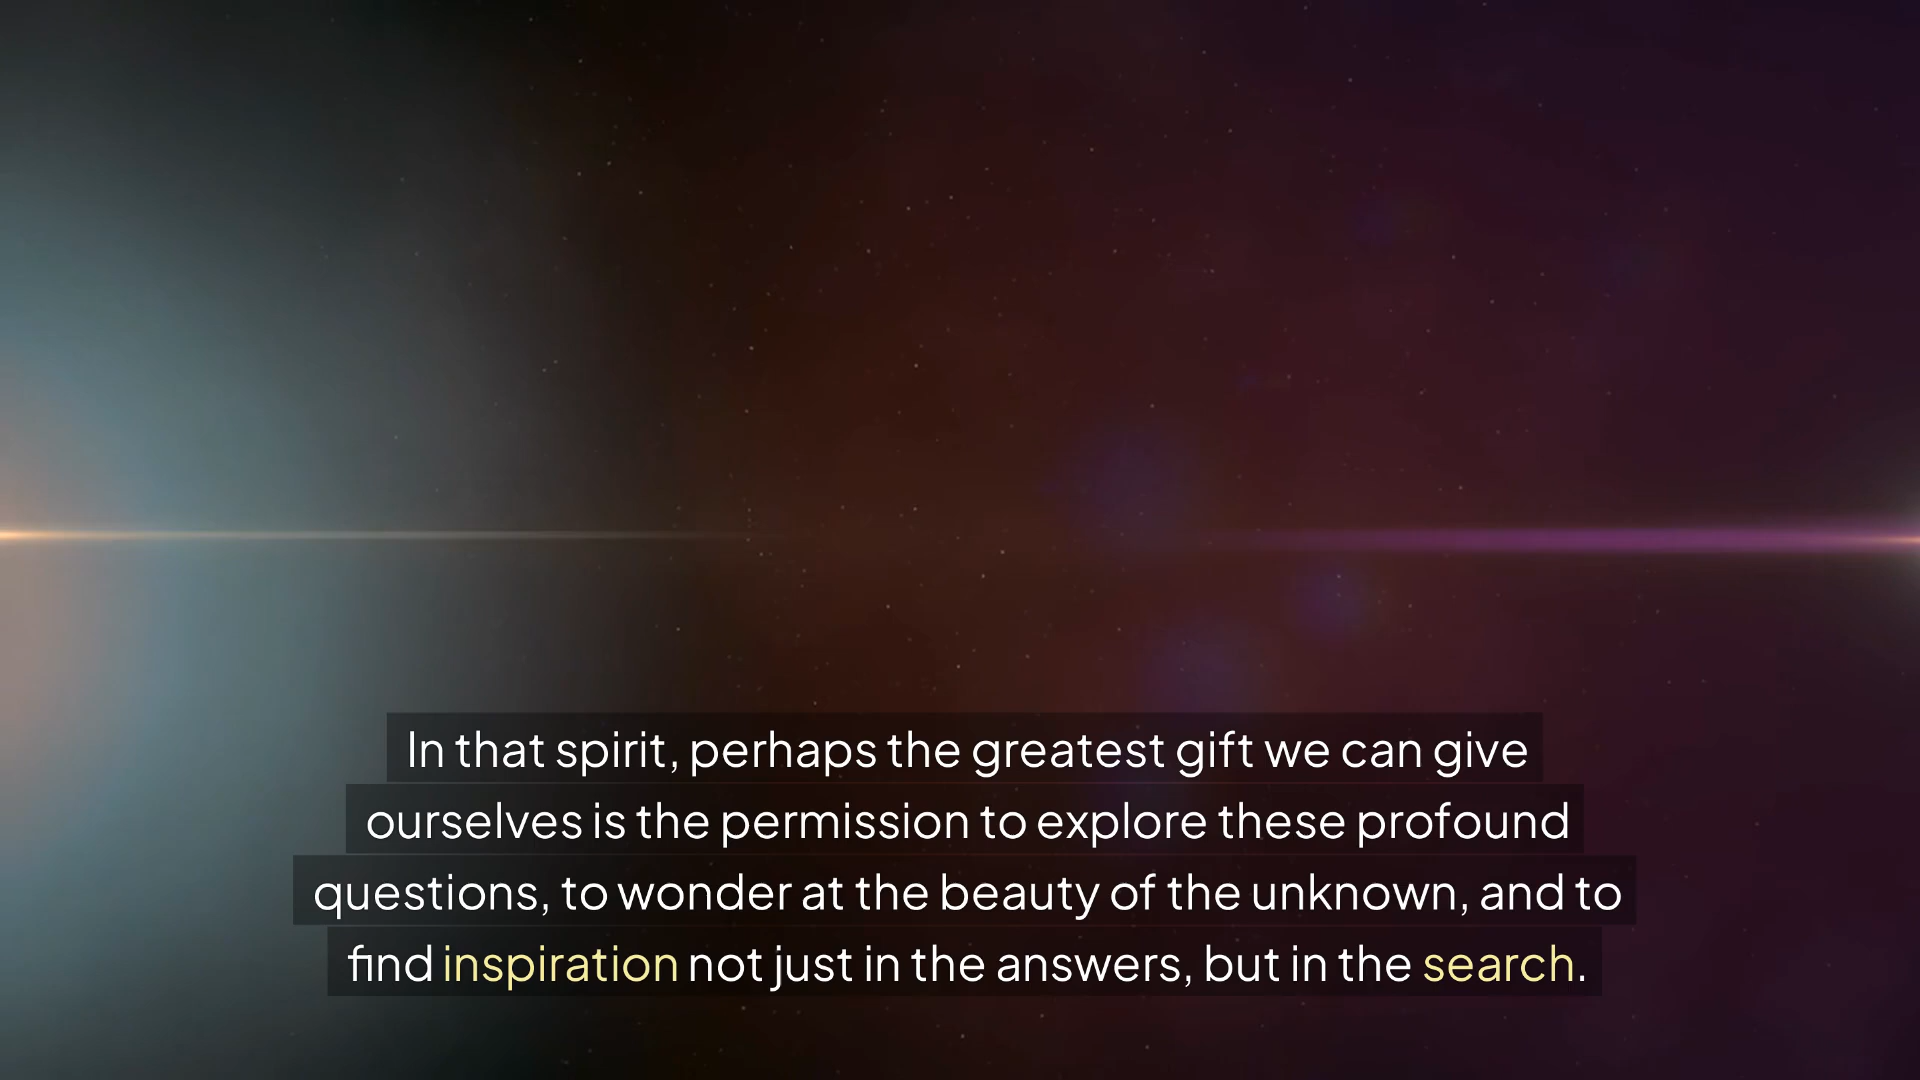 In that spirit, perhaps the greatest gift we can give
ourselves is the permission to explore these profound
questions, to wonder at the beauty of the unknown, and to
find inspiration not just in the answers, but in the search.